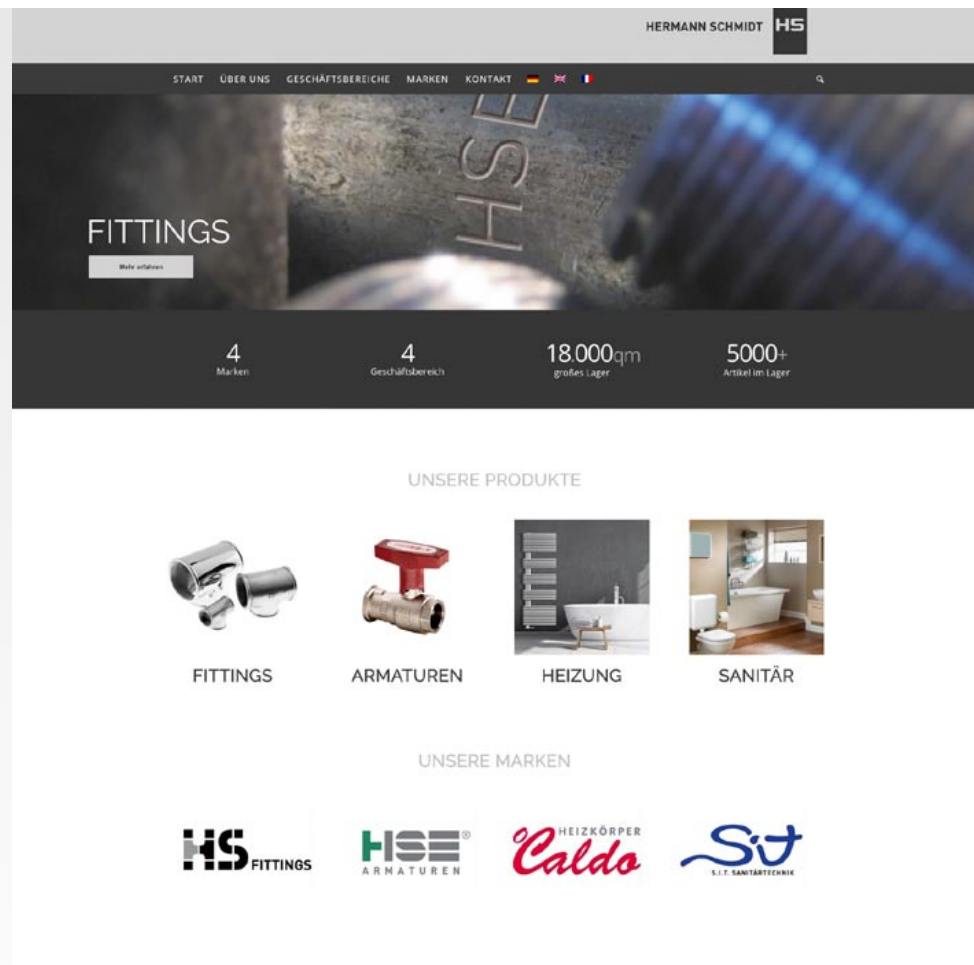 HERMANN SCHMIDT HS
START ÜBER UNS GESCHÄFTSBEREICHE MARKEN KONTAKT
HSE
FITTINGS
Mehr erfahren
4 4 18.000qm 5000+
Marken Geschäftsbereich großes Lager Artikel im Lager
UNSERE PRODUKTE
FITTINGS ARMATUREN HEIZUNG SANITÄR
UNSERE MARKEN
HS FITTINGS
HSE® ARMATUREN
HEIZKÖRPER
Caldo
SiT
S.I.T. SANITÄRTECHNIK